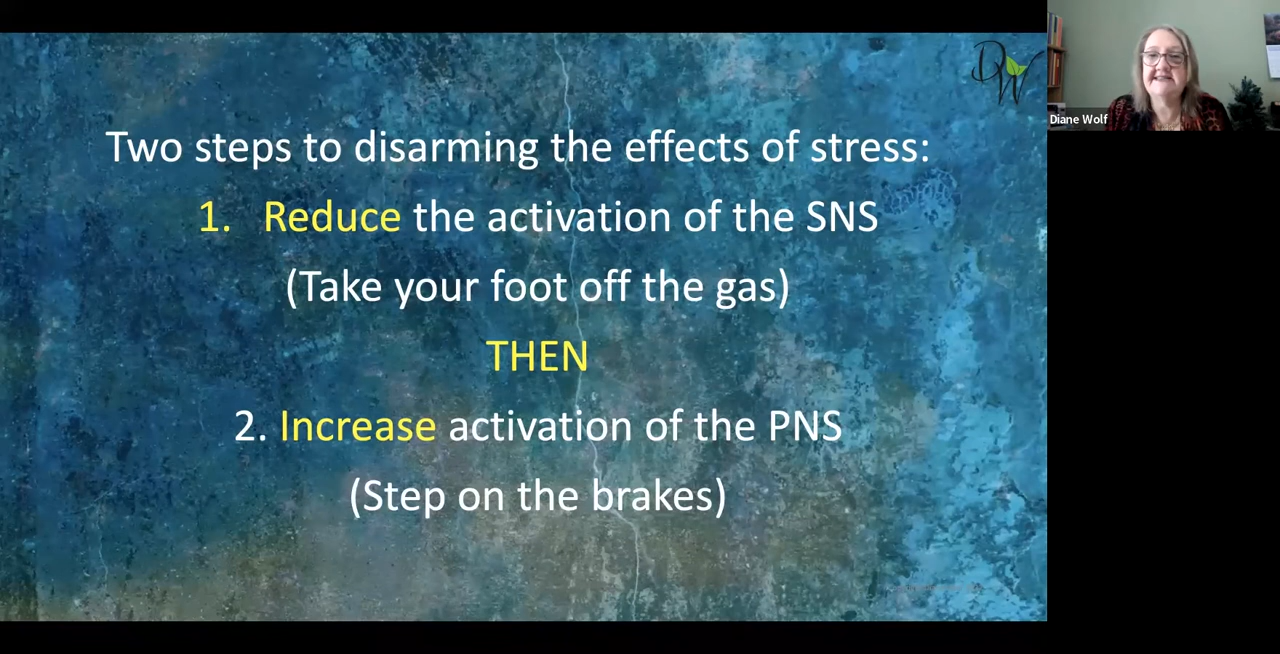 Two steps to disarming the effects of stress:
1. Reduce the activation of the SNS
(Take your foot off the gas)
THEN
2. Increase activation of the PNS
(Step on the brakes)
DW
Diane Wolf